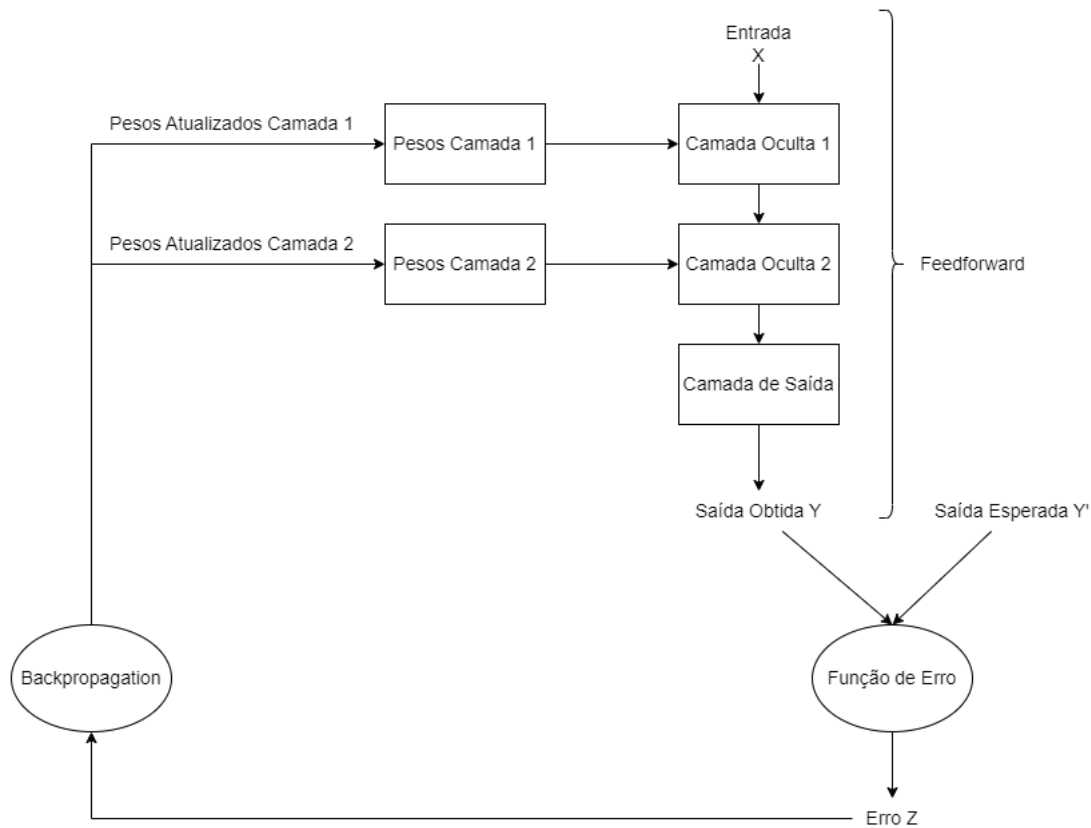 Entrada
X
Pesos Atualizados Camada 1
Pesos Camada 1
Camada Oculta 1
Pesos Atualizados Camada 2
Pesos Camada 2
Camada Oculta 2
Feedforward
Camada de Saída
Saída Obtida Y
Saída Esperada Y'
Backpropagation
Função de Erro
Erro Z